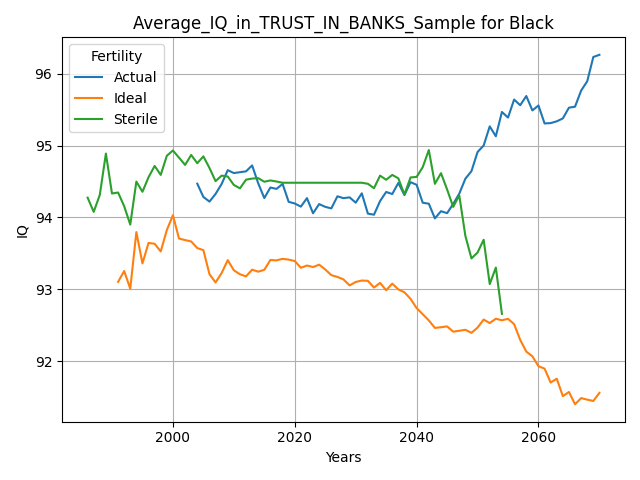 Average_IQ_in_TRUST_IN_BANKS_Sample for Black
Fertility
Actual
Ideal
Sterile
96
95
94
93
92
IQ
2000
2020
2040
2060
Years